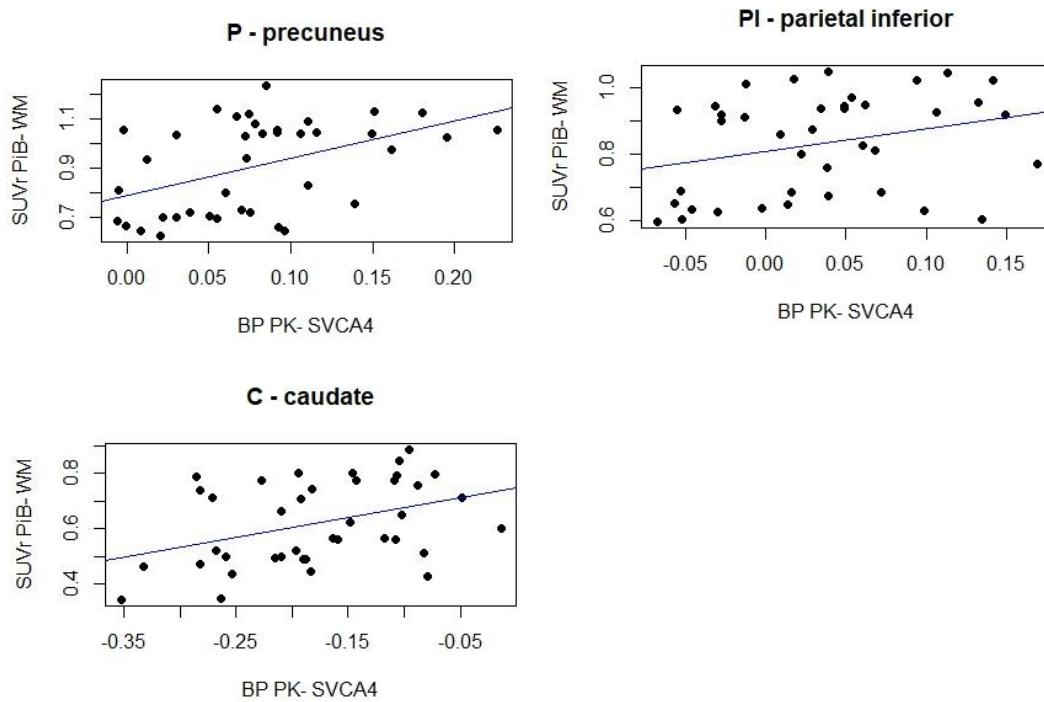 P - precuneus
SUVr PiB- WM
0.7 0.9 1.1
0.00 0.05 0.10 0.15 0.20
BP PK- SVCA4
PI - parietal inferior
SUVr PiB- WM
0.6 0.8 1.0
-0.05 0.00 0.05 0.10 0.15
BP PK- SVCA4
C - caudate
SUVr PiB- WM
0.4 0.6 0.8
-0.35 -0.25 -0.15 -0.05
BP PK- SVCA4